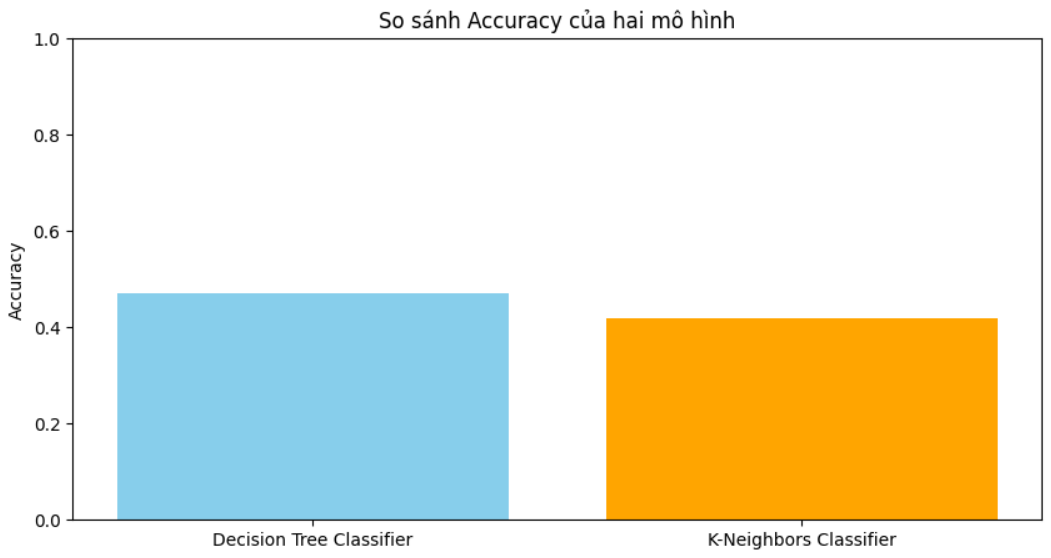 So sánh Accuracy của hai mô hình
1.0
0.8
0.6
0.4
0.2
0.0
Accuracy
Decision Tree Classifier
K-Neighbors Classifier